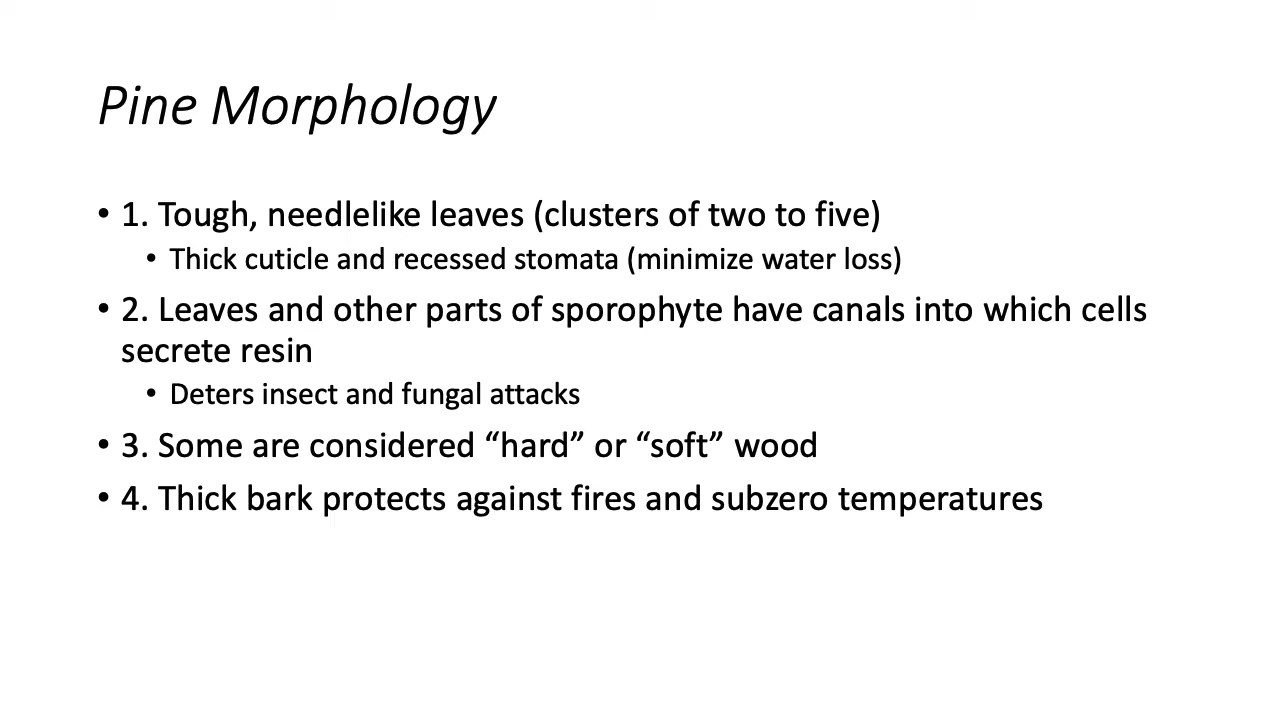 Pine Morphology
• 1. Tough, needlelike leaves (clusters of two to five)
• Thick cuticle and recessed stomata (minimize water loss)
• 2. Leaves and other parts of sporophyte have canals into which cells
secrete resin
• Deters insect and fungal attacks
• 3. Some are considered “hard” or “soft” wood
• 4. Thick bark protects against fires and subzero temperatures